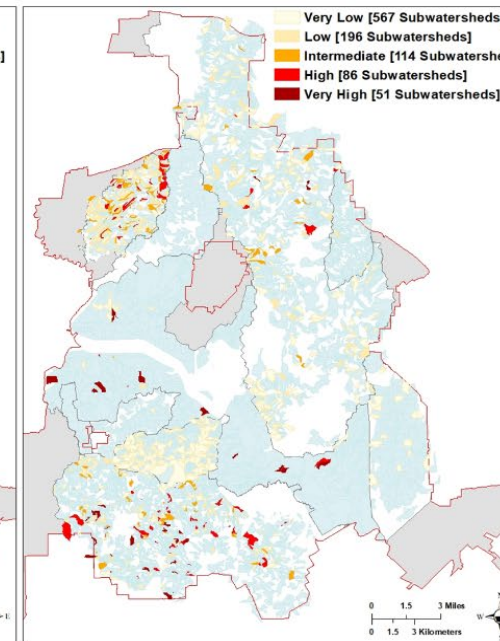 ]
Very Low [567 Subwatersheds
Low [196 Subwatersheds]
Intermediate [114 Subwatershe
High [86 Subwatersheds]
Very High [51 Subwatersheds]
0 1.5 3 Miles
0 1.5 3 Kilometers
E